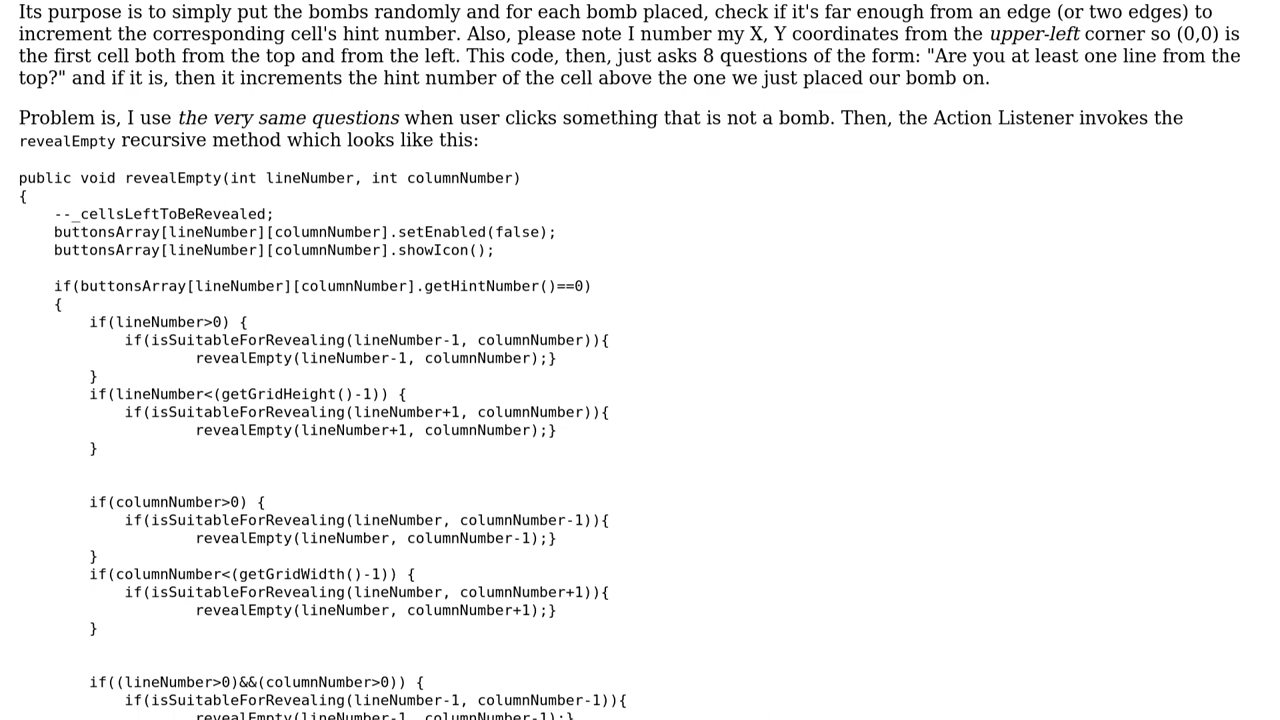 Its purpose is to simply put the bombs randomly and for each bomb placed, check if it's far enough from an edge (or two edges) to
increment the corresponding cell's hint number. Also, please note I number my X, Y coordinates from the upper-left corner so (0,0) is
the first cell both from the top and from the left. This code, then, just asks 8 questions of the form: "Are you at least one line from the
top?" and if it is, then it increments the hint number of the cell above the one we just placed our bomb on.
Problem is, I use the very same questions when user clicks something that is not a bomb. Then, the Action Listener invokes the
revealEmpty recursive method which looks like this:
public void revealEmpty(int lineNumber, int columnNumber)
{
    --_cellsLeftToBeRevealed;
    buttonsArray[lineNumber][columnNumber].setEnabled(false);
    buttonsArray[lineNumber][columnNumber].showIcon();
    if(buttonsArray[lineNumber][columnNumber].getHintNumber()==0)
    {
        if(lineNumber>0) {
            if(isSuitableForRevealing(lineNumber-1, columnNumber)){
                    revealEmpty(lineNumber-1, columnNumber);}
        }
        if(lineNumber<(getGridHeight()-1)) {
            if(isSuitableForRevealing(lineNumber+1, columnNumber)){
                    revealEmpty(lineNumber+1, columnNumber);}
        }
        if(columnNumber>0) {
            if(isSuitableForRevealing(lineNumber, columnNumber-1)){
                    revealEmpty(lineNumber, columnNumber-1);}
        }
        if(columnNumber<(getGridWidth()-1)) {
            if(isSuitableForRevealing(lineNumber, columnNumber+1)){
                    revealEmpty(lineNumber, columnNumber+1);}
        }
        if((lineNumber>0)&&(columnNumber>0)) {
            if(isSuitableForRevealing(lineNumber-1, columnNumber-1)){
                    revealEmpty(lineNumber-1, columnNumber-1);}